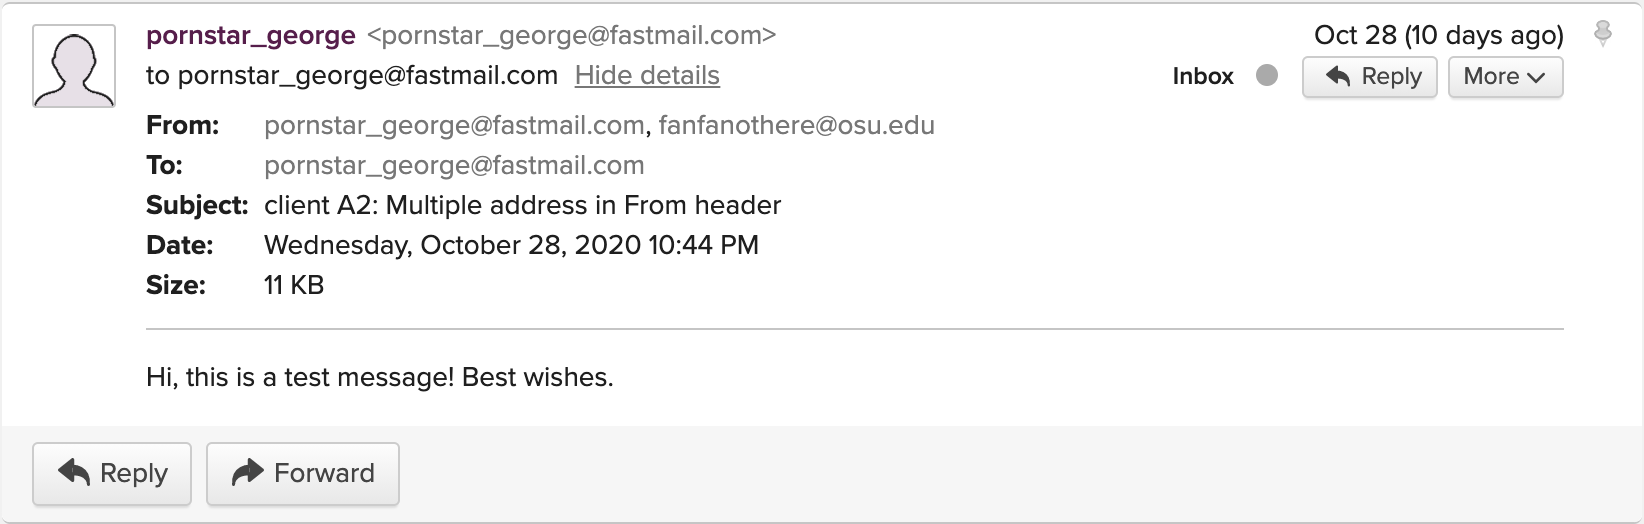 pornstar_george <pornstar_george@fastmail.com> Oct 28 (10 days ago)
to pornstar_george@fastmail.com Hide details Inbox Reply More
From: pornstar_george@fastmail.com, fanfanothere@osu.edu
To: pornstar_george@fastmail.com
Subject: client A2: Multiple address in From header
Date: Wednesday, October 28, 2020 10:44 PM
Size: 11 KB
Hi, this is a test message! Best wishes.
Reply Forward